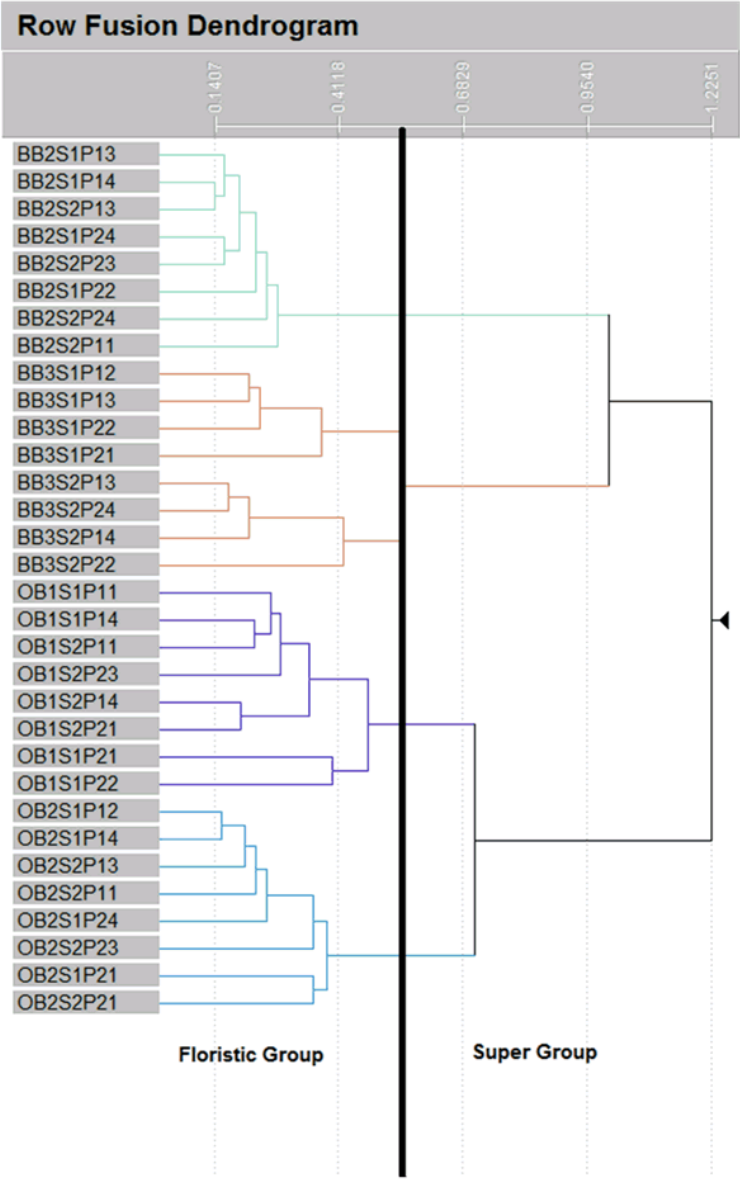 Row Fusion Dendrogram
0.1407
0.4118
0.6829
0.9540
1.2251
BB2S1P13
BB2S1P14
BB2S2P13
BB2S1P24
BB2S2P23
BB2S1P22
BB2S2P24
BB2S2P11
BB3S1P12
BB3S1P13
BB3S1P22
BB3S1P21
BB3S2P13
BB3S2P24
BB3S2P14
BB3S2P22
OB1S1P11
OB1S1P14
OB1S2P11
OB1S2P23
OB1S2P14
OB1S2P21
OB1S1P21
OB1S1P22
OB2S1P12
OB2S1P14
OB2S2P13
OB2S2P11
OB2S1P24
OB2S2P23
OB2S1P21
OB2S2P21
Floristic Group
Super Group